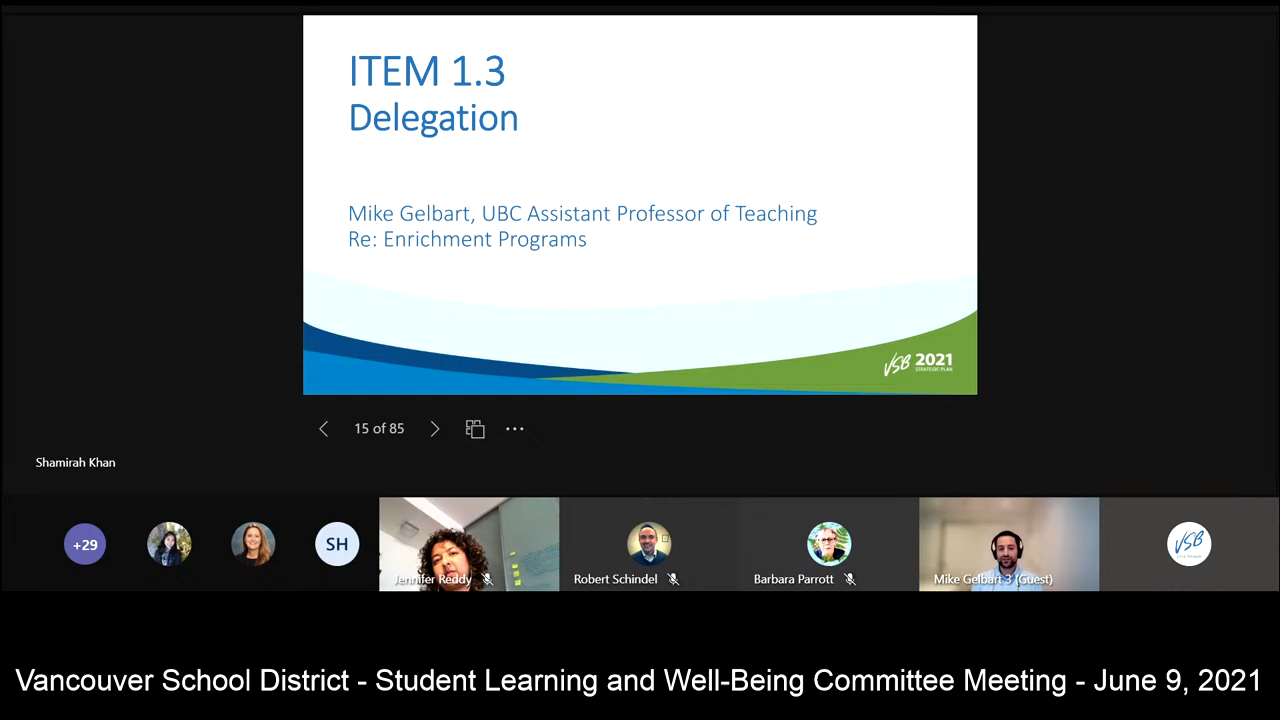 ITEM 1.3
Delegation
Mike Gelbart, UBC Assistant Professor of Teaching
Re: Enrichment Programs
VSB 2021
STRATEGIC PLAN
15 of 85
Shamirah Khan
+29
SH
Jennifer Reddy
Robert Schindel
Barbara Parrott
Mike Gelbart 3 (Guest)
VSB
Vancouver School District - Student Learning and Well-Being Committee Meeting - June 9, 2021